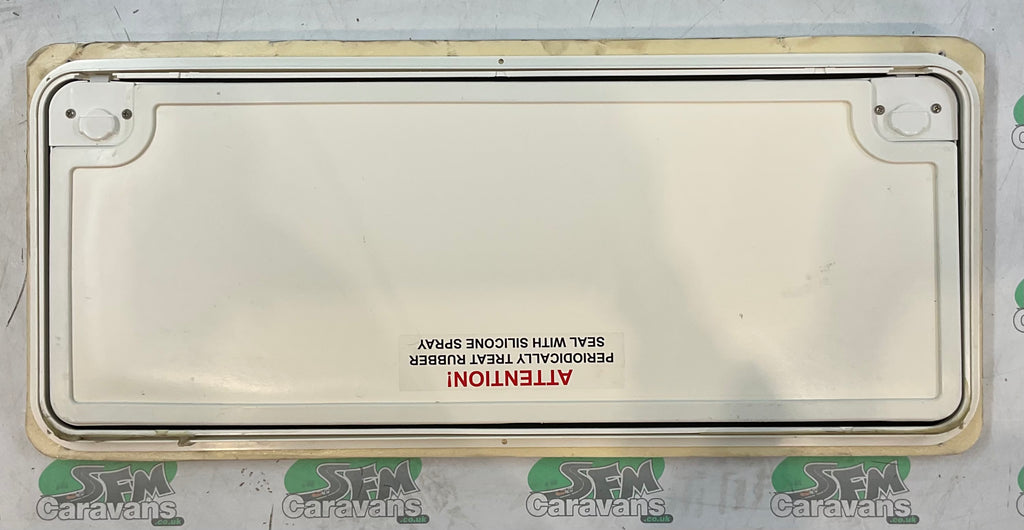 ATTENTION!
PERIODICALLY TREAT RUBBER
SEAL WITH SILICONE SPRAY
SFM
Caravans
.co.uk
SFM
Caravans
.co.uk
SFM
Caravans
.co.uk
SFM
Caravans
.co.uk